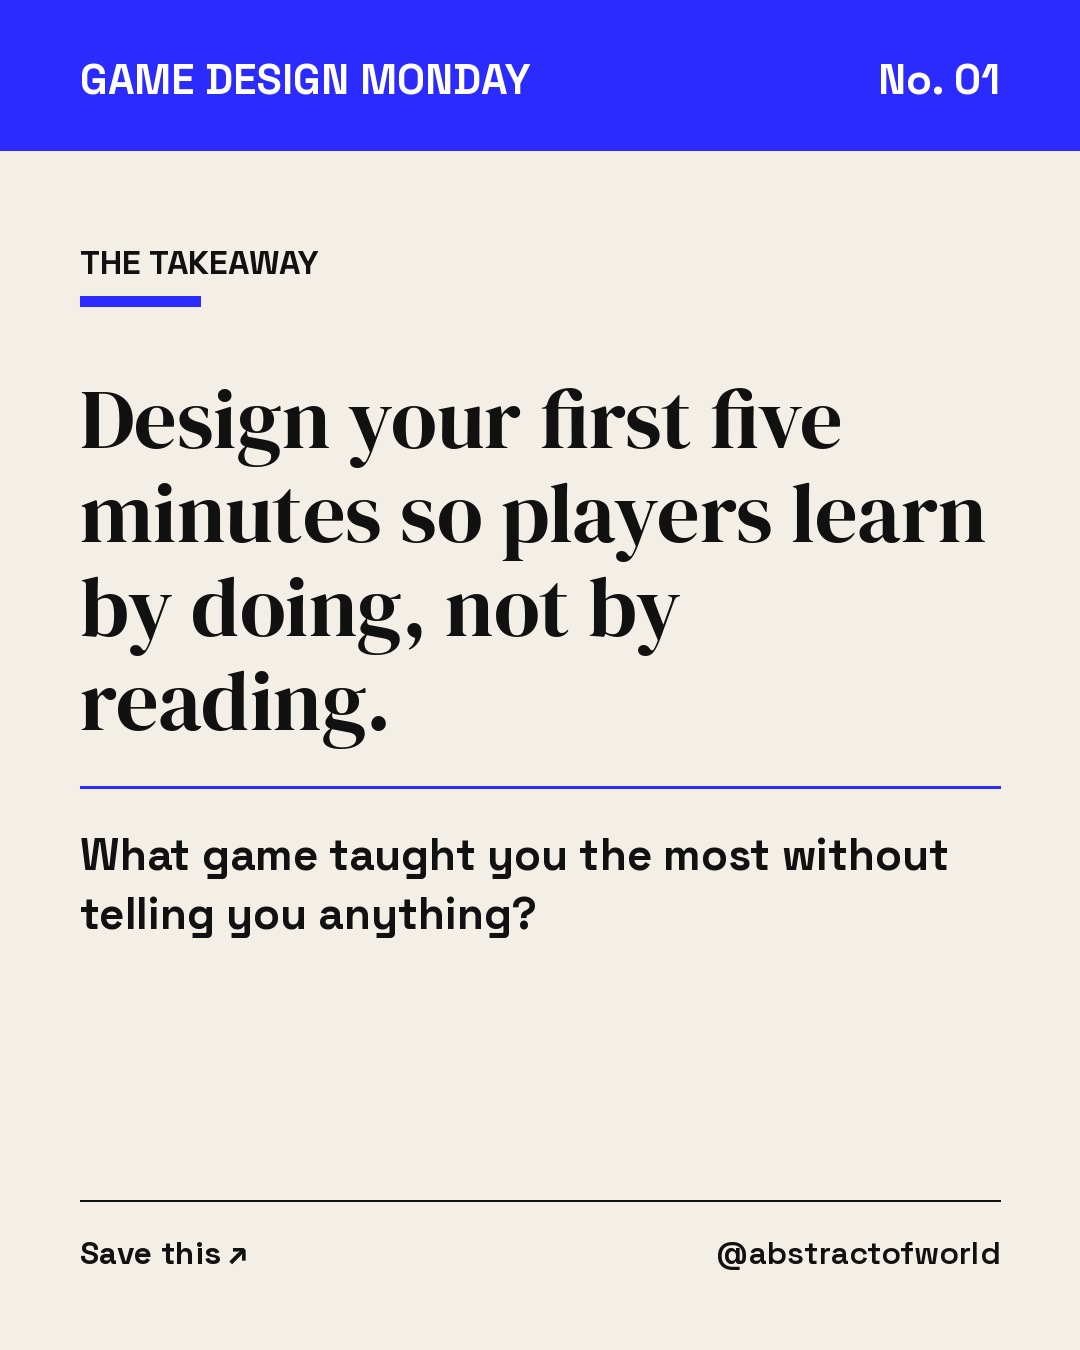 GAME DESIGN MONDAY No. 01
THE TAKEAWAY
Design your first five
minutes so players learn
by doing, not by
reading.
What game taught you the most without
telling you anything?
Save this ↗ @abstractofworld